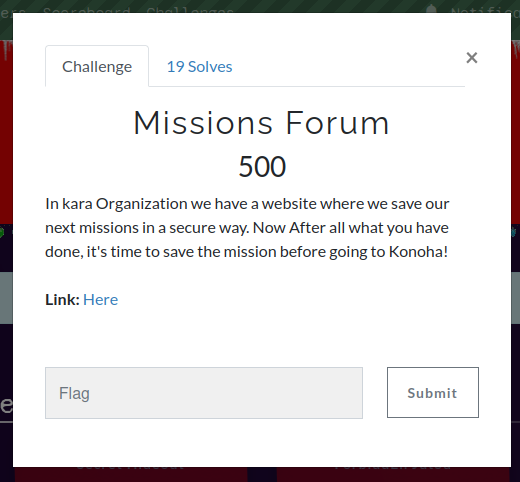 Scoreboard Challenges
Challenge
19 Solves
×
Missions Forum
500
In kara Organization we have a website where we save our
next missions in a secure way. Now After all what you have
done, it's time to save the mission before going to Konoha!
Link: Here
Flag
Submit